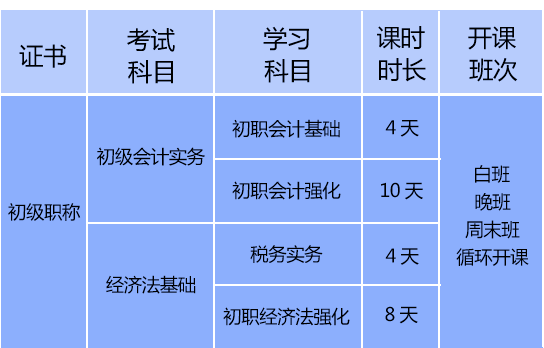 证书
考试
科目
学习
科目
课时
时长
开课
班次
初级职称
初级会计实务
初职会计基础
4天
初职会计强化
10天
经济法基础
税务实务
4天
初职经济法强化
8天
白班
晚班
周末班
循环开课